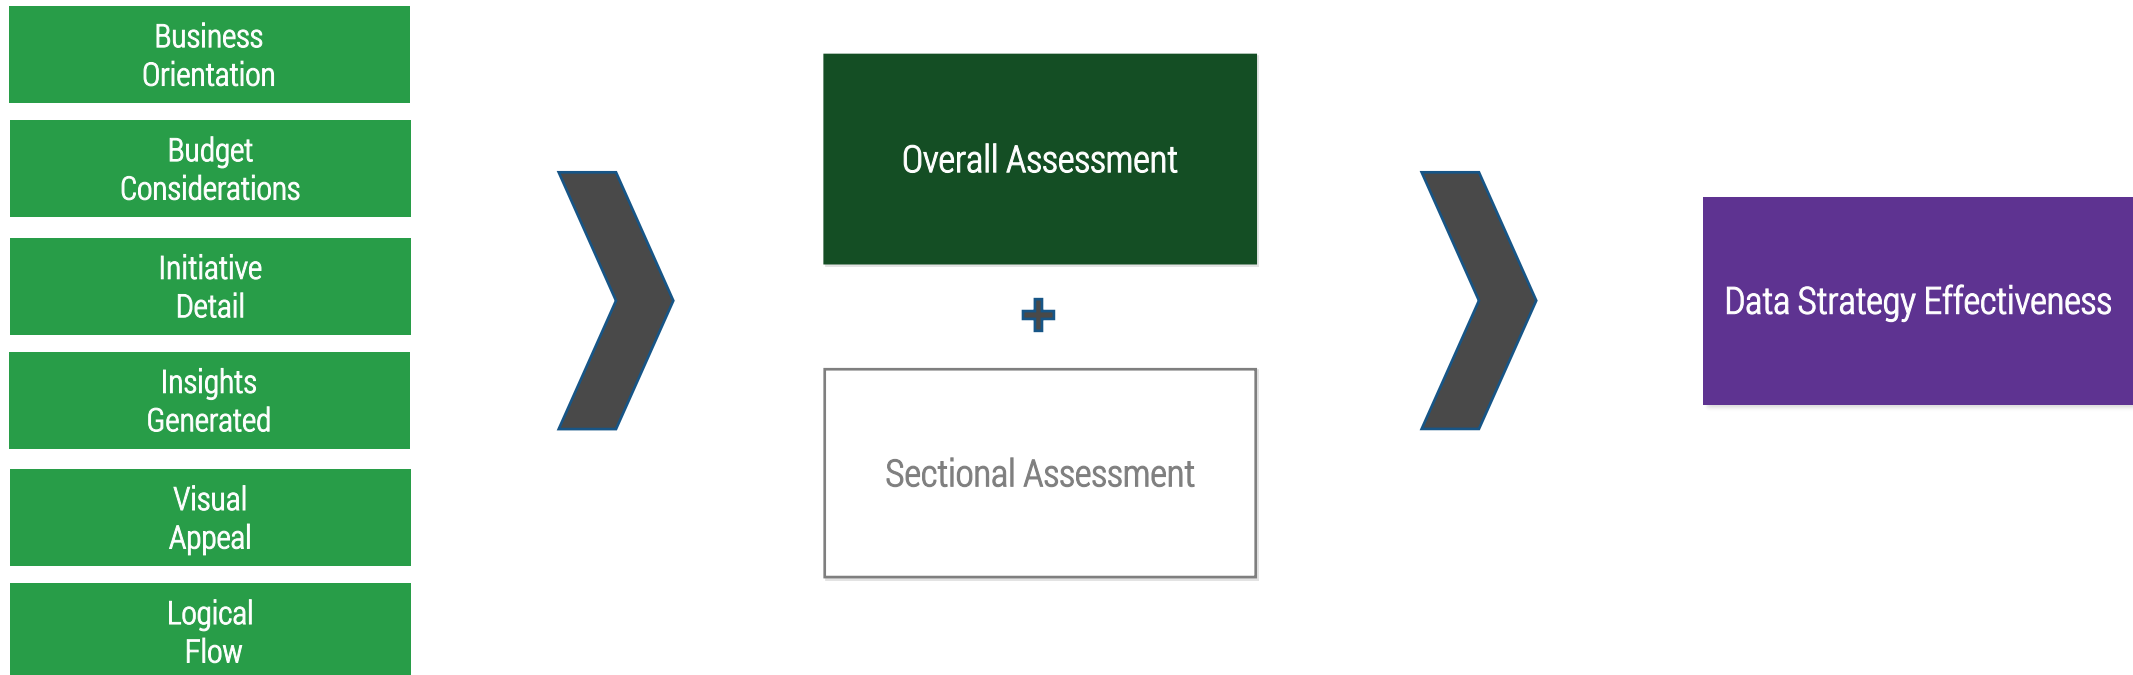 Business
Orientation
Budget
Considerations
Initiative
Detail
Insights
Generated
Visual
Appeal
Logical
Flow
Overall Assessment
+
Sectional Assessment
Data Strategy Effectiveness